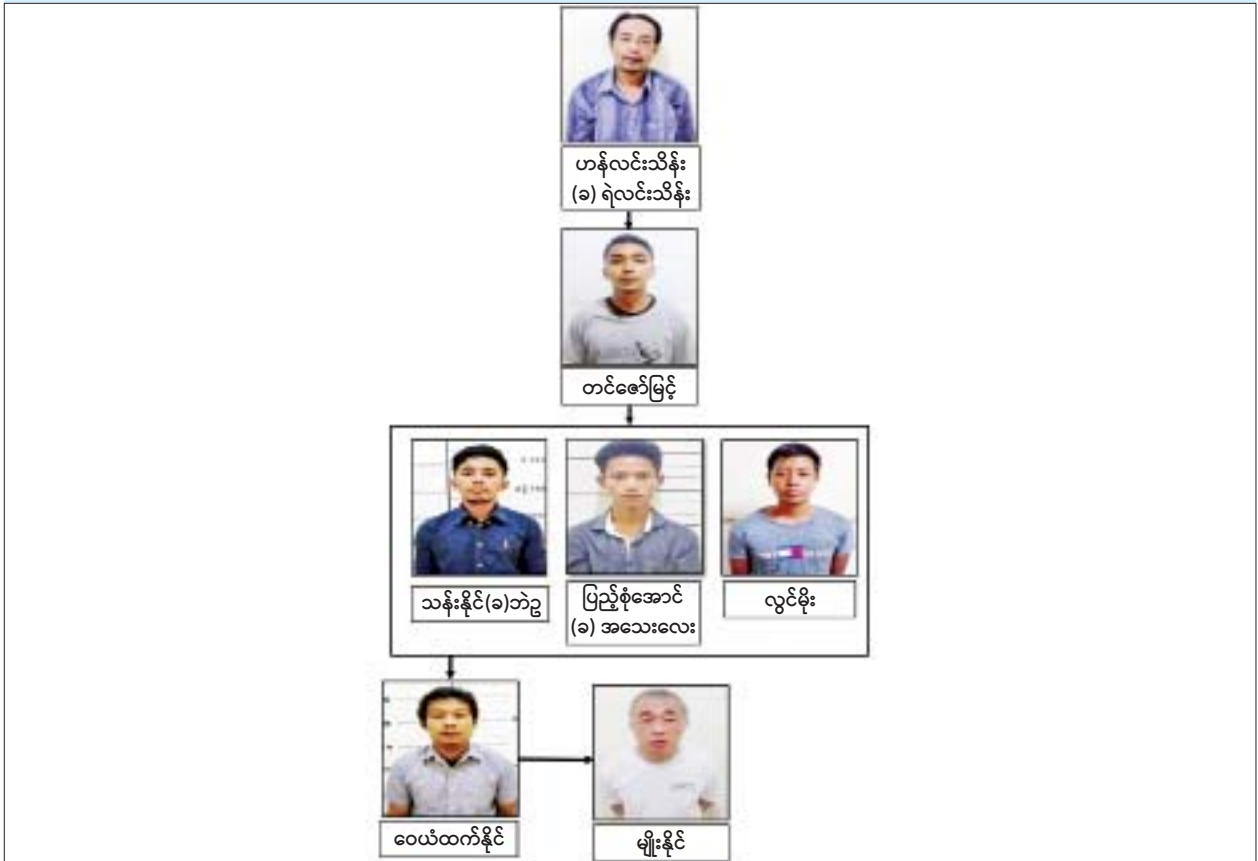 ဟန်လင်းသိန်း
(ခ) ရဲလင်းသိန်း
တင်ဇော်မြင့်
သန်းနိုင်(ခ)ဘဲဥ
ပြည့်စုံအောင်
(ခ) အသေးလေး
လွင်မိုး
ဝေယံထက်နိုင်
မျိုးနိုင်